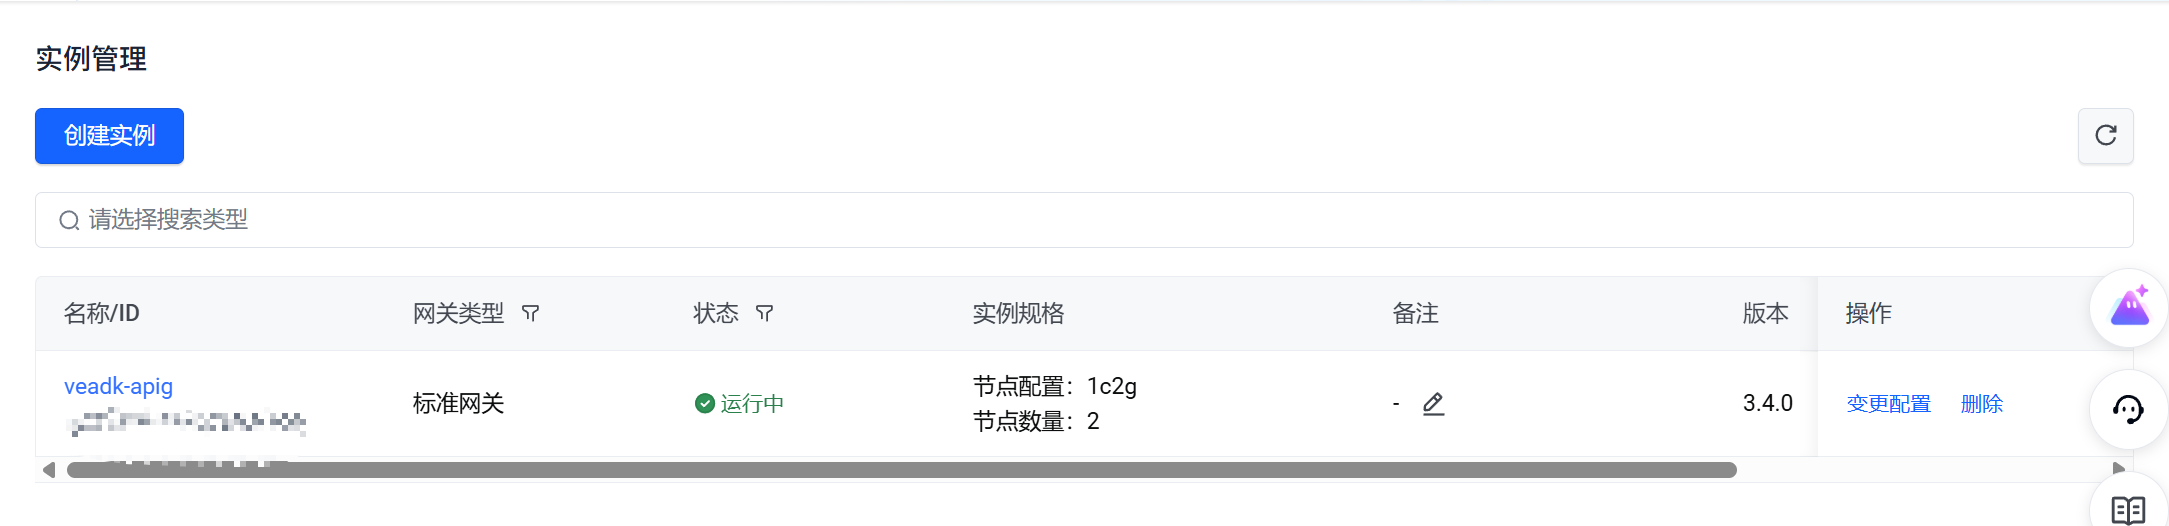 实例管理
创建实例
请选择搜索类型
名称/ID 网关类型 状态 实例规格 备注 版本 操作
veadk-apig 标准网关 运行中 节点配置：1c2g - 3.4.0 变更配置 删除
节点数量：2